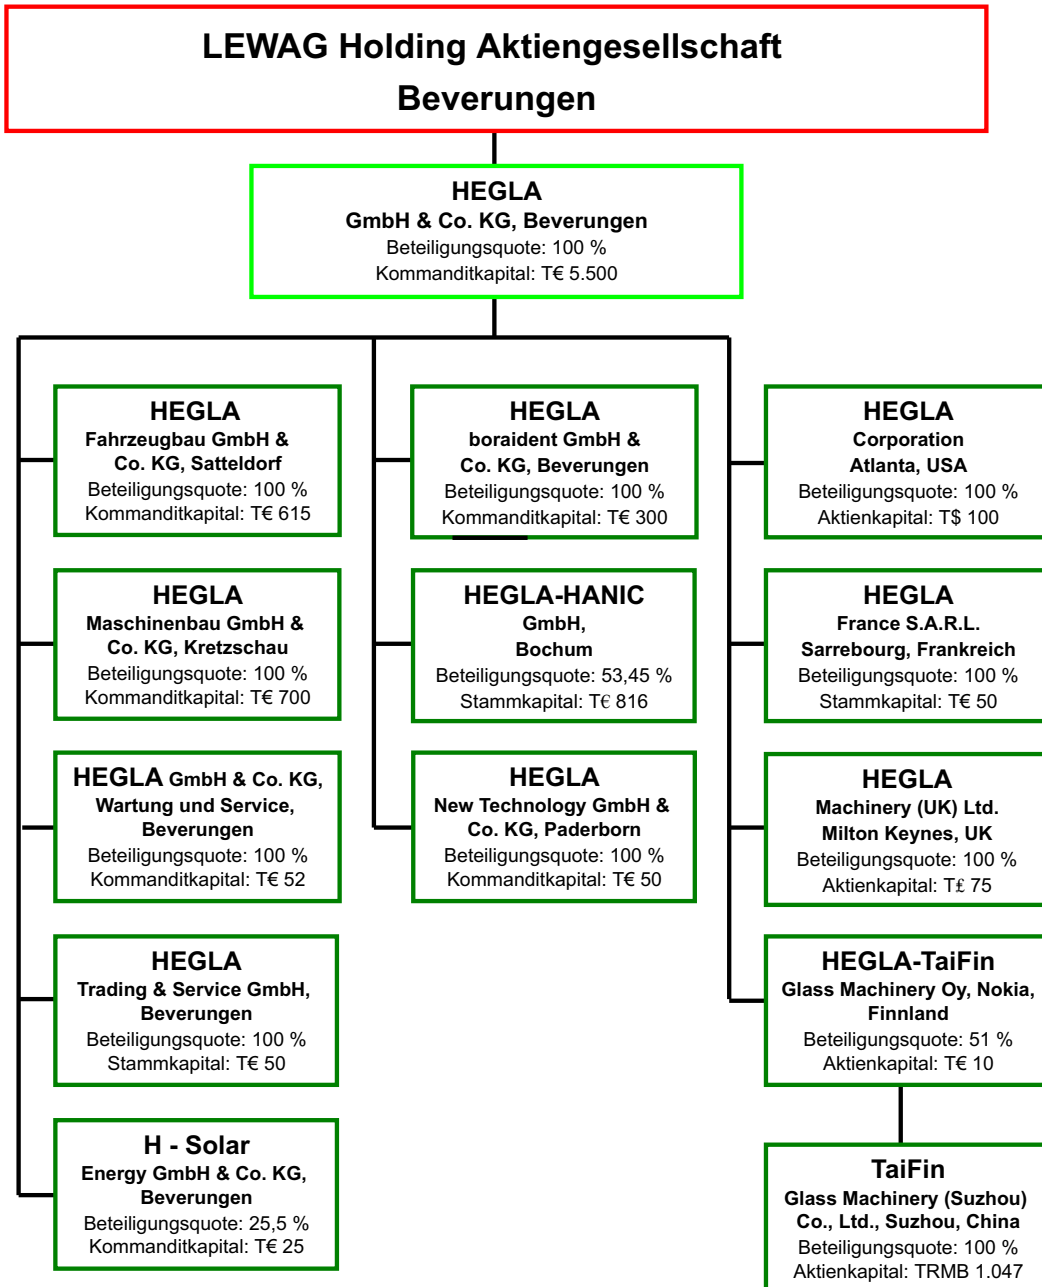 LEWAG Holding Aktiengesellschaft
Beverungen
HEGLA
GmbH & Co. KG, Beverungen
Beteiligungsquote: 100 %
Kommanditkapital: T€ 5.500
HEGLA
Fahrzeugbau GmbH &
Co. KG, Satteldorf
Beteiligungsquote: 100 %
Kommanditkapital: T€ 615
HEGLA
Maschinenbau GmbH &
Co. KG, Kretzschau
Beteiligungsquote: 100 %
Kommanditkapital: T€ 700
HEGLA GmbH & Co. KG,
Wartung und Service,
Beverungen
Beteiligungsquote: 100 %
Kommanditkapital: T€ 52
HEGLA
Trading & Service GmbH,
Beverungen
Beteiligungsquote: 100 %
Stammkapital: T€ 50
H - Solar
Energy GmbH & Co. KG,
Beverungen
Beteiligungsquote: 25,5 %
Kommanditkapital: T€ 25
HEGLA
boraident GmbH &
Co. KG, Beverungen
Beteiligungsquote: 100 %
Kommanditkapital: T€ 300
HEGLA-HANIC
GmbH,
Bochum
Beteiligungsquote: 53,45 %
Stammkapital: T€ 816
HEGLA
New Technology GmbH &
Co. KG, Paderborn
Beteiligungsquote: 100 %
Kommanditkapital: T€ 50
HEGLA
Corporation
Atlanta, USA
Beteiligungsquote: 100 %
Aktienkapital: T$ 100
HEGLA
France S.A.R.L.
Sarrebourg, Frankreich
Beteiligungsquote: 100 %
Stammkapital: T€ 50
HEGLA
Machinery (UK) Ltd.
Milton Keynes, UK
Beteiligungsquote: 100 %
Aktienkapital: T£ 75
HEGLA-TaiFin
Glass Machinery Oy, Nokia,
Finnland
Beteiligungsquote: 51 %
Aktienkapital: T€ 10
TaiFin
Glass Machinery (Suzhou)
Co., Ltd., Suzhou, China
Beteiligungsquote: 100 %
Aktienkapital: TRMB 1.047